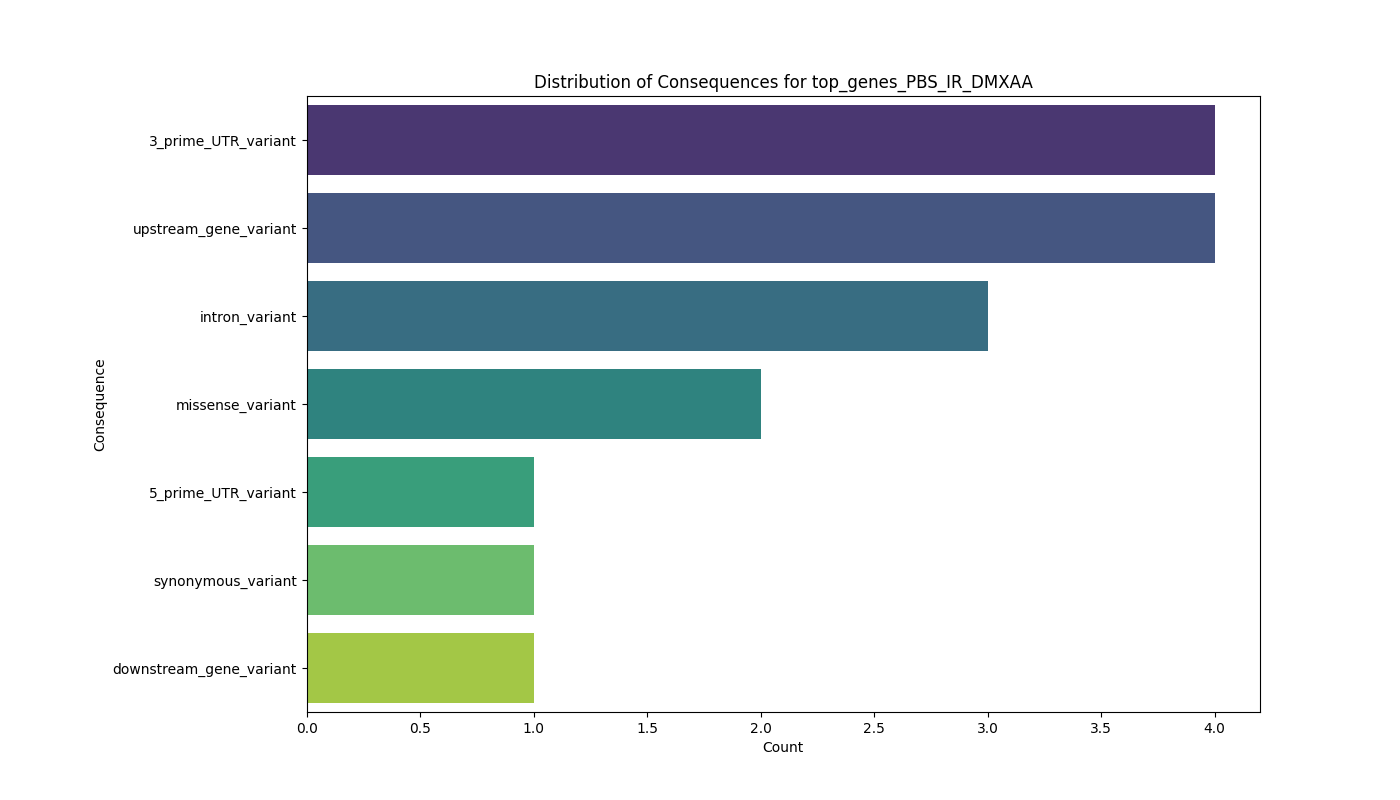 Distribution of Consequences for top_genes_PBS_IR_DMXAA
3_prime_UTR_variant
upstream_gene_variant
intron_variant
missense_variant
5_prime_UTR_variant
synonymous_variant
downstream_gene_variant
Consequence
0.0 0.5 1.0 1.5 2.0 2.5 3.0 3.5 4.0
Count